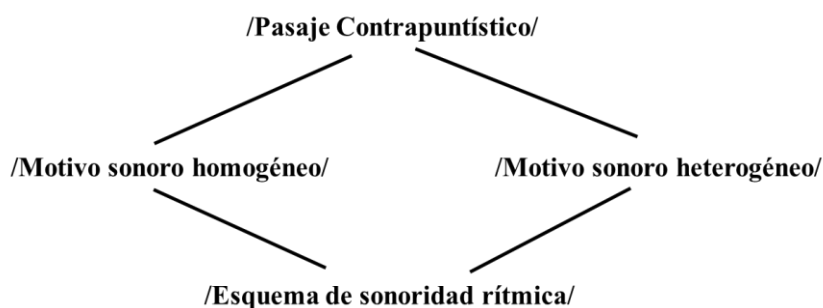 /Pasaje Contrapuntístico/
/Motivo sonoro homogéneo/
/Motivo sonoro heterogéneo/
/Esquema de sonoridad rítmica/